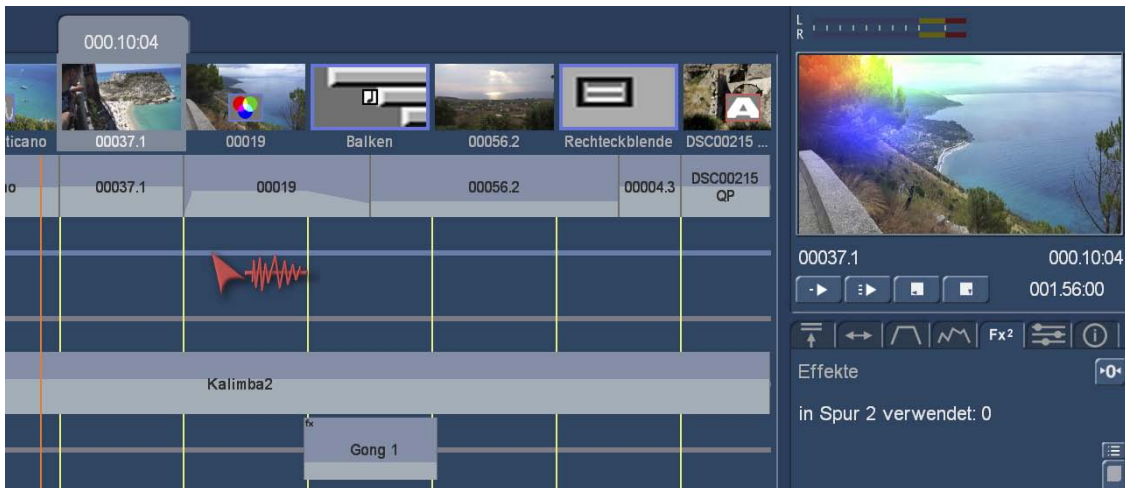 000.10:04
ticano
00037.1
00019
Balken
00056.2
Rechteckblende
DSC00215 ...
A
00037.1
00019
00056.2
00004.3
DSC00215
QP
Kalimba2
fx
Gong 1
L
R
00037.1 000.10:04
001.56:00
Fx²
Effekte
0
in Spur 2 verwendet: 0